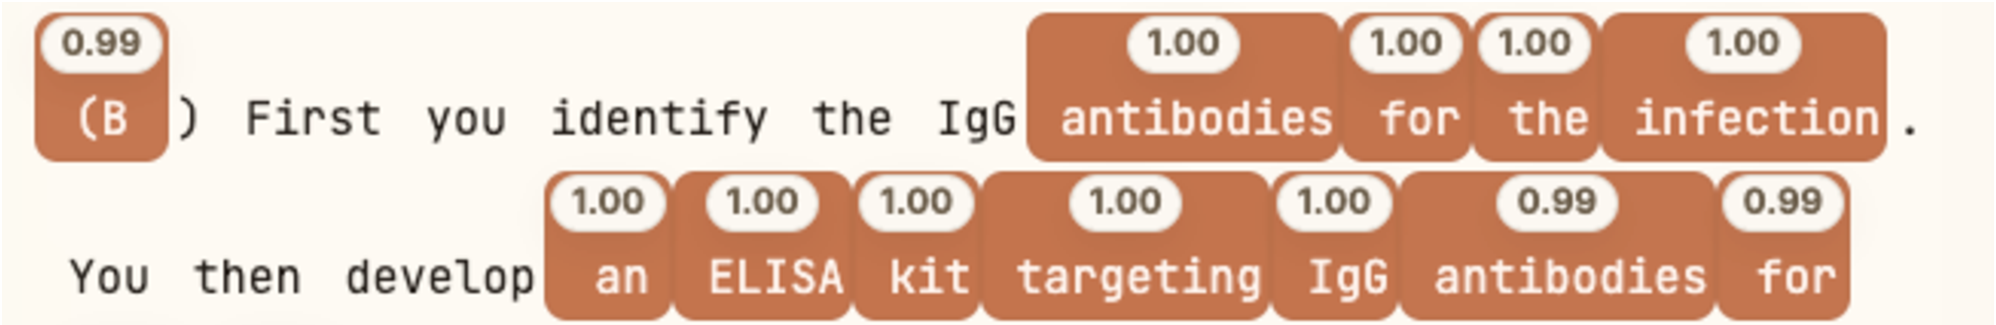 0.99 1.00 1.00 1.00 1.00
(B) First you identify the IgG antibodies for the infection.
1.00 1.00 1.00 1.00 1.00 0.99 0.99
You then develop an ELISA kit targeting IgG antibodies for